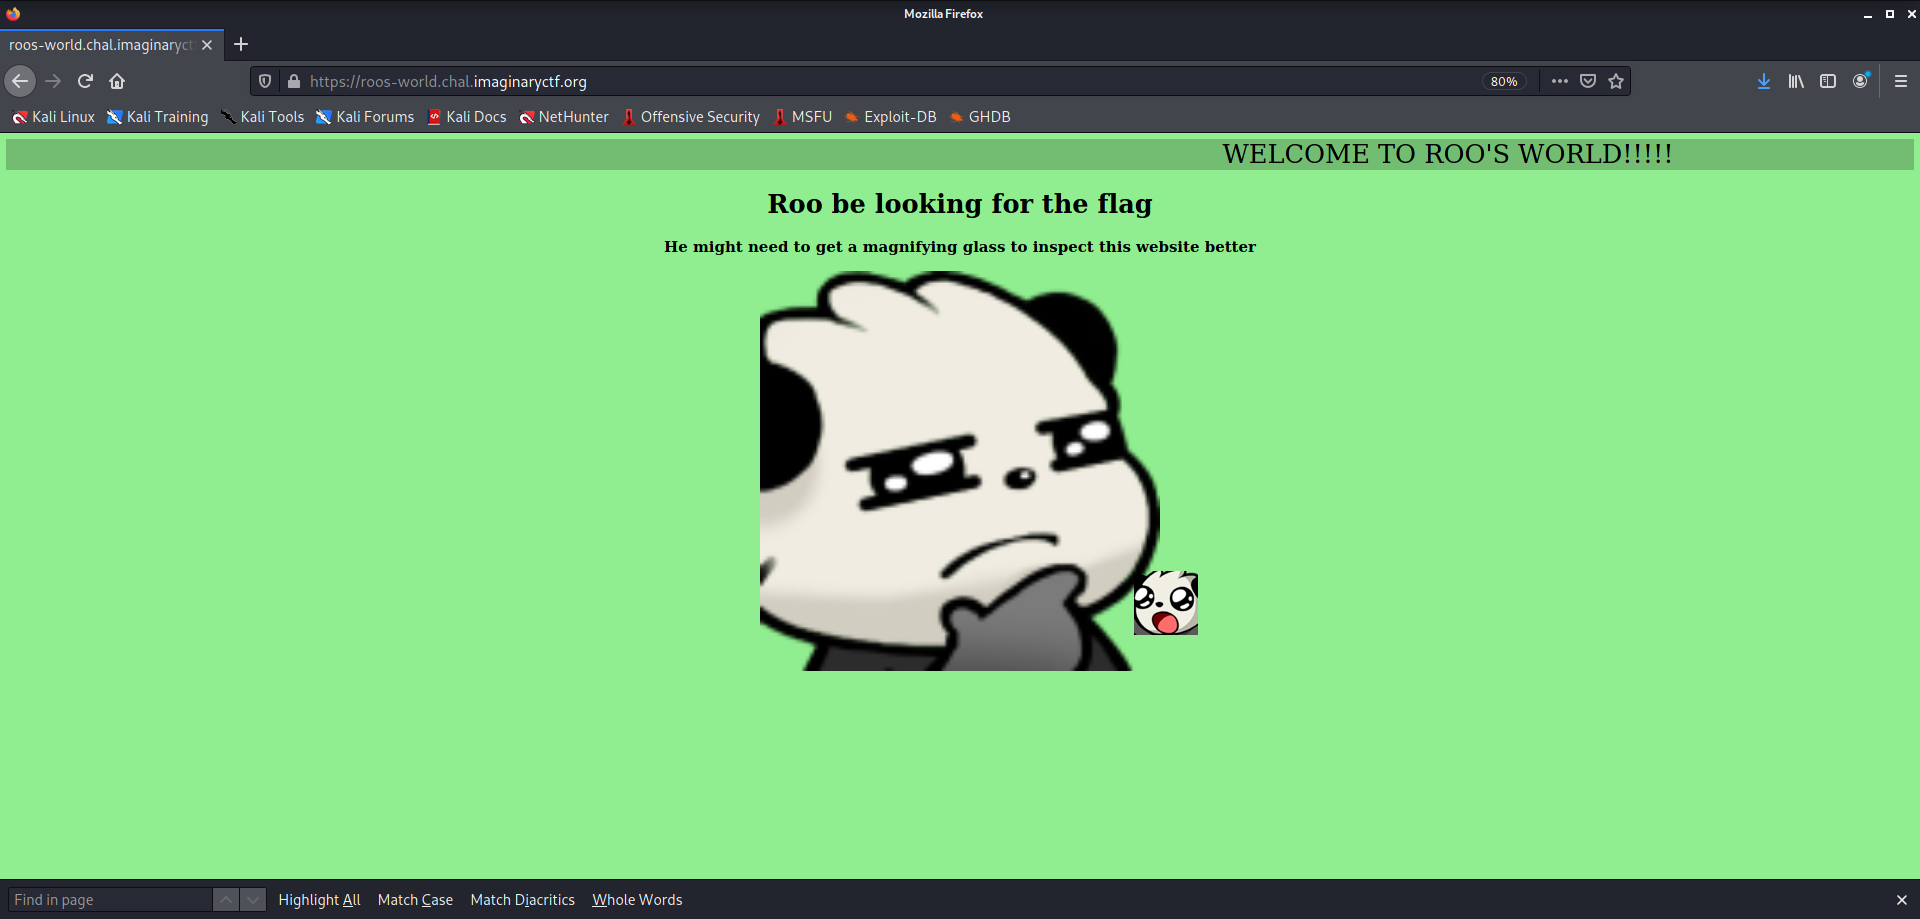 Mozilla Firefox
roos-world.chal.imaginaryct
https://roos-world.chal.imaginaryctf.org 80%
Kali Linux Kali Training Kali Tools Kali Forums Kali Docs NetHunter Offensive Security MSFU Exploit-DB GHDB
WELCOME TO ROO'S WORLD!!!!!
Roo be looking for the flag
He might need to get a magnifying glass to inspect this website better
Find in page Highlight All Match Case Match Diacritics Whole Words